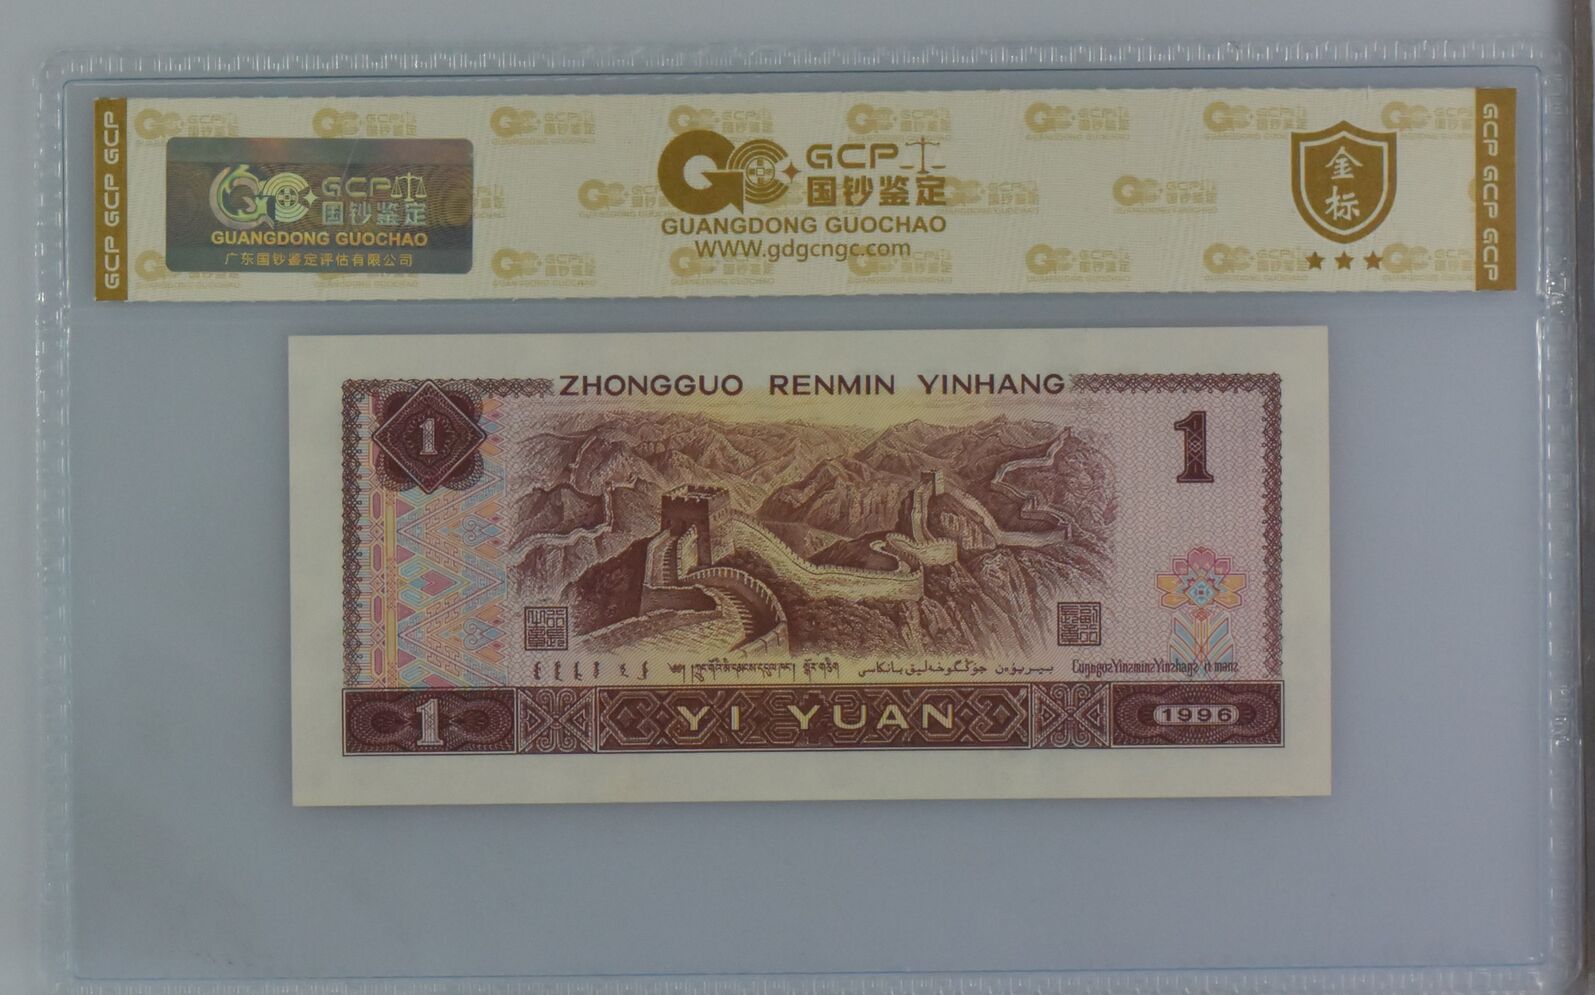 GCP GCP GCP
GCP
国钞鉴定
GUANGDONG GUOCHAO
广东国钞鉴定评估有限公司
GCP
国钞鉴定
GUANGDONG GUOCHAO
WWW.gdgcngc.com
金
标
GCP GCP GCP
ZHONGGUO RENMIN YINHANG
1
1
1
YI YUAN
1996